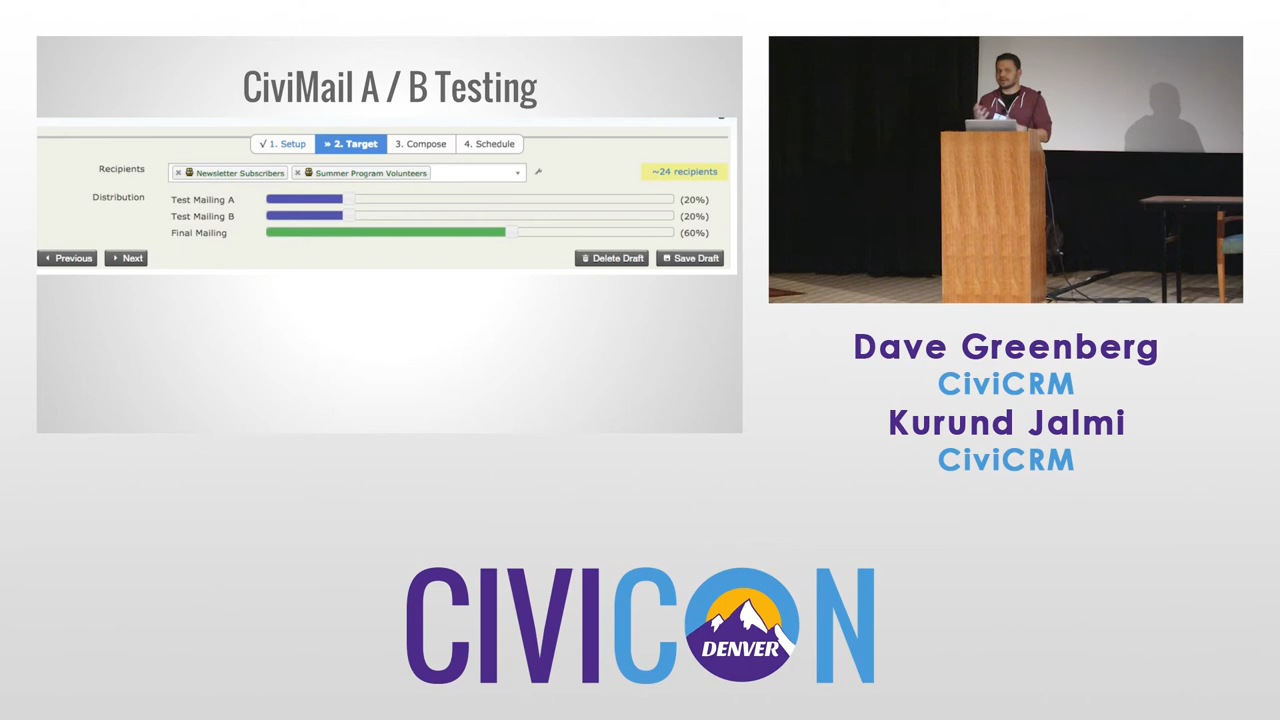 CiviMail A / B Testing
√ 1. Setup » 2. Target 3. Compose 4. Schedule
Recipients × Newsletter Subscribers × Summer Program Volunteers ~24 recipients
Distribution
Test Mailing A (20%)
Test Mailing B (20%)
Final Mailing (60%)
Previous Next Delete Draft Save Draft
Dave Greenberg
CiviCRM
Kurund Jalmi
CiviCRM
CIVICON
DENVER